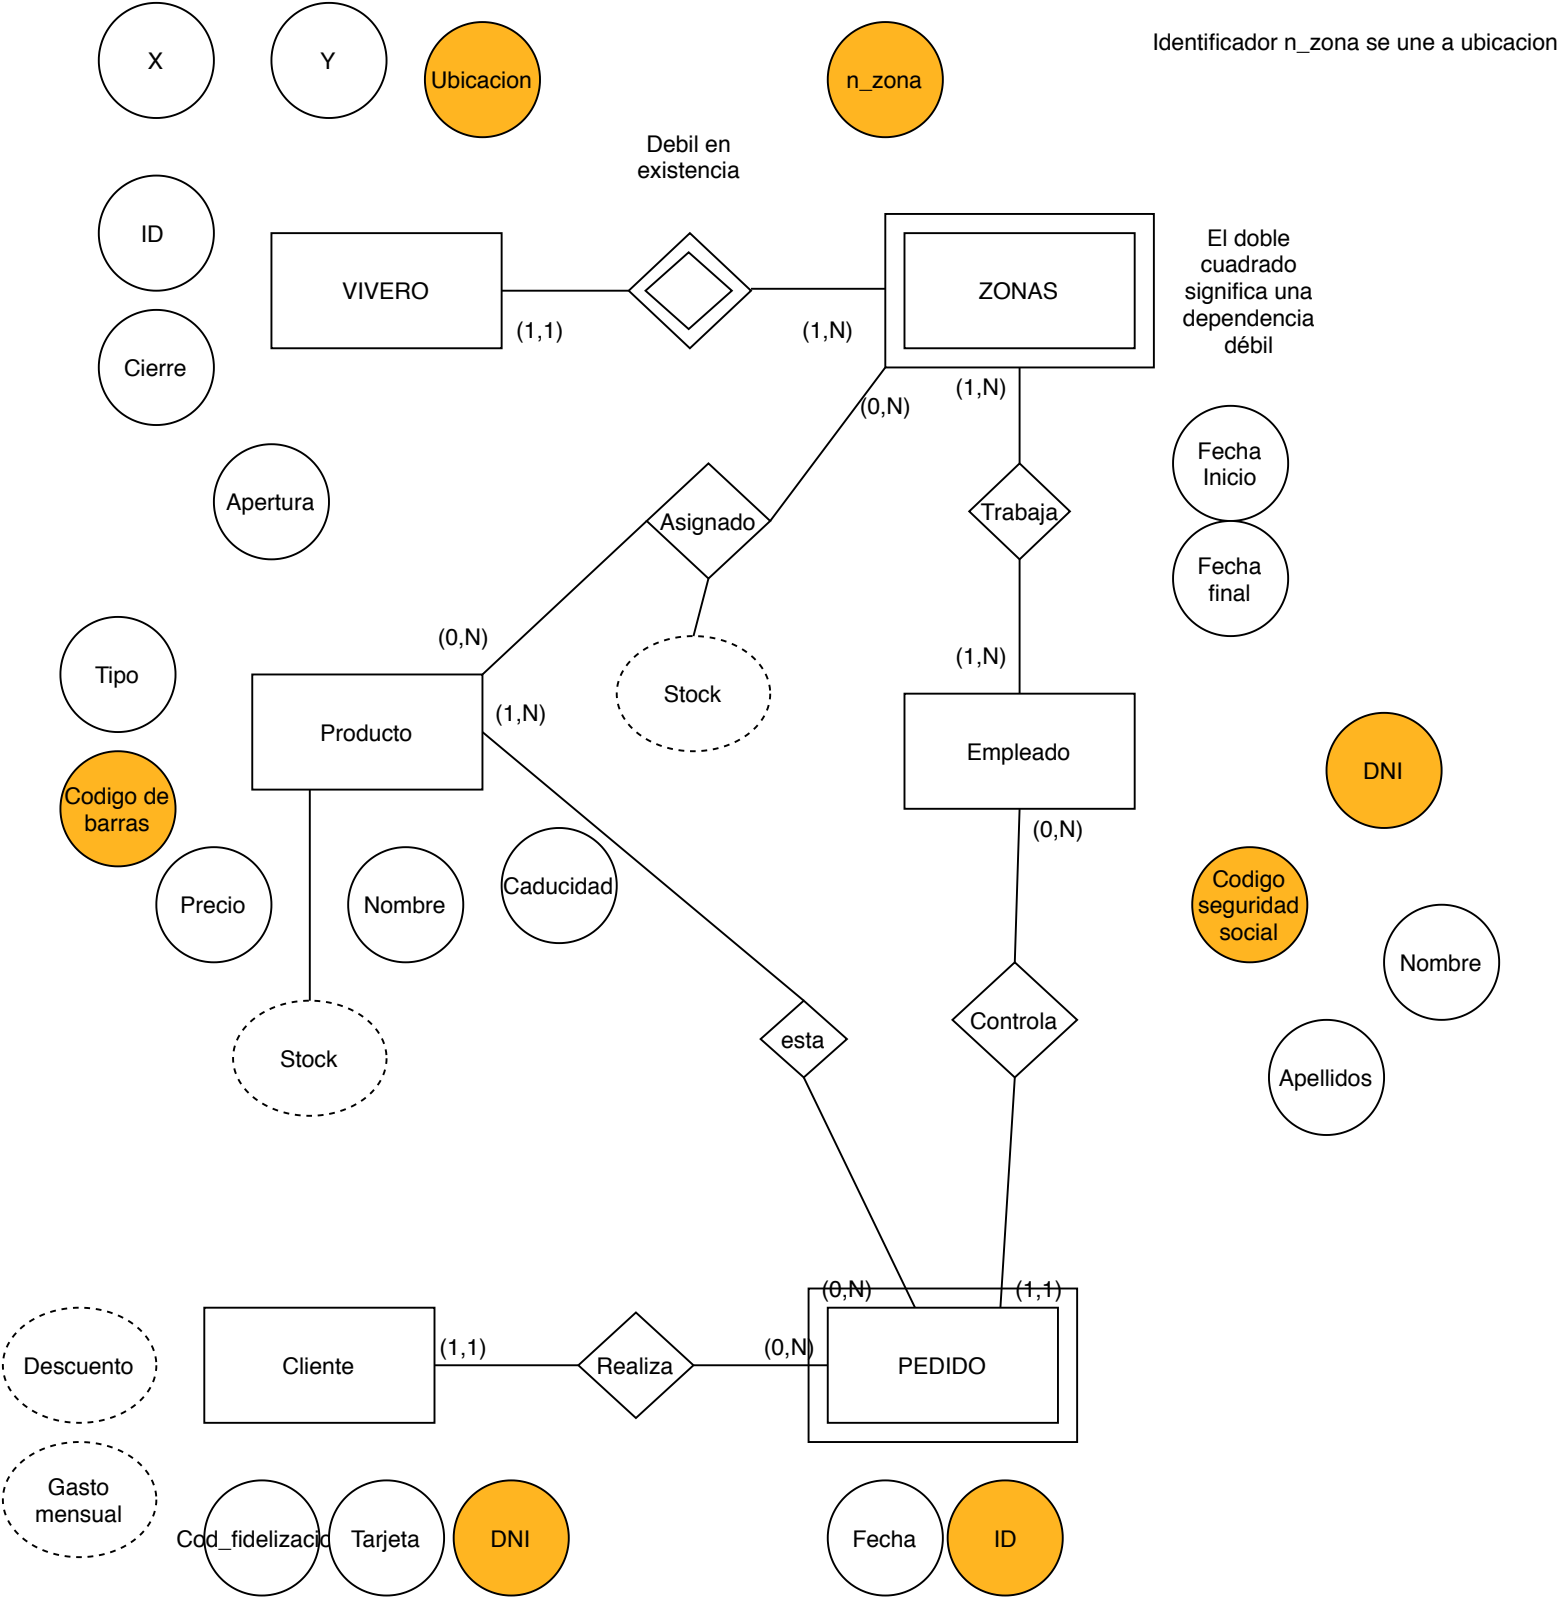 Identificador n_zona se une a ubicacion
X
Y
Ubicacion
n_zona
Debil en
existencia
ID
VIVERO
(1,1)
(1,N)
ZONAS
El doble
cuadrado
significa una
dependencia
débil
Cierre
(0,N)
(1,N)
Apertura
Asignado
Trabaja
Fecha
Inicio
Fecha
final
(0,N)
(1,N)
Tipo
Stock
(1,N)
Producto
Empleado
DNI
Codigo de
barras
(0,N)
Precio
Nombre
Caducidad
Codigo
seguridad
social
Nombre
Stock
esta
Controla
Apellidos
(0,N)
(1,1)
Descuento
Cliente
(1,1)
Realiza
(0,N)
PEDIDO
Gasto
mensual
Cod_fidelizacic
Tarjeta
DNI
Fecha
ID